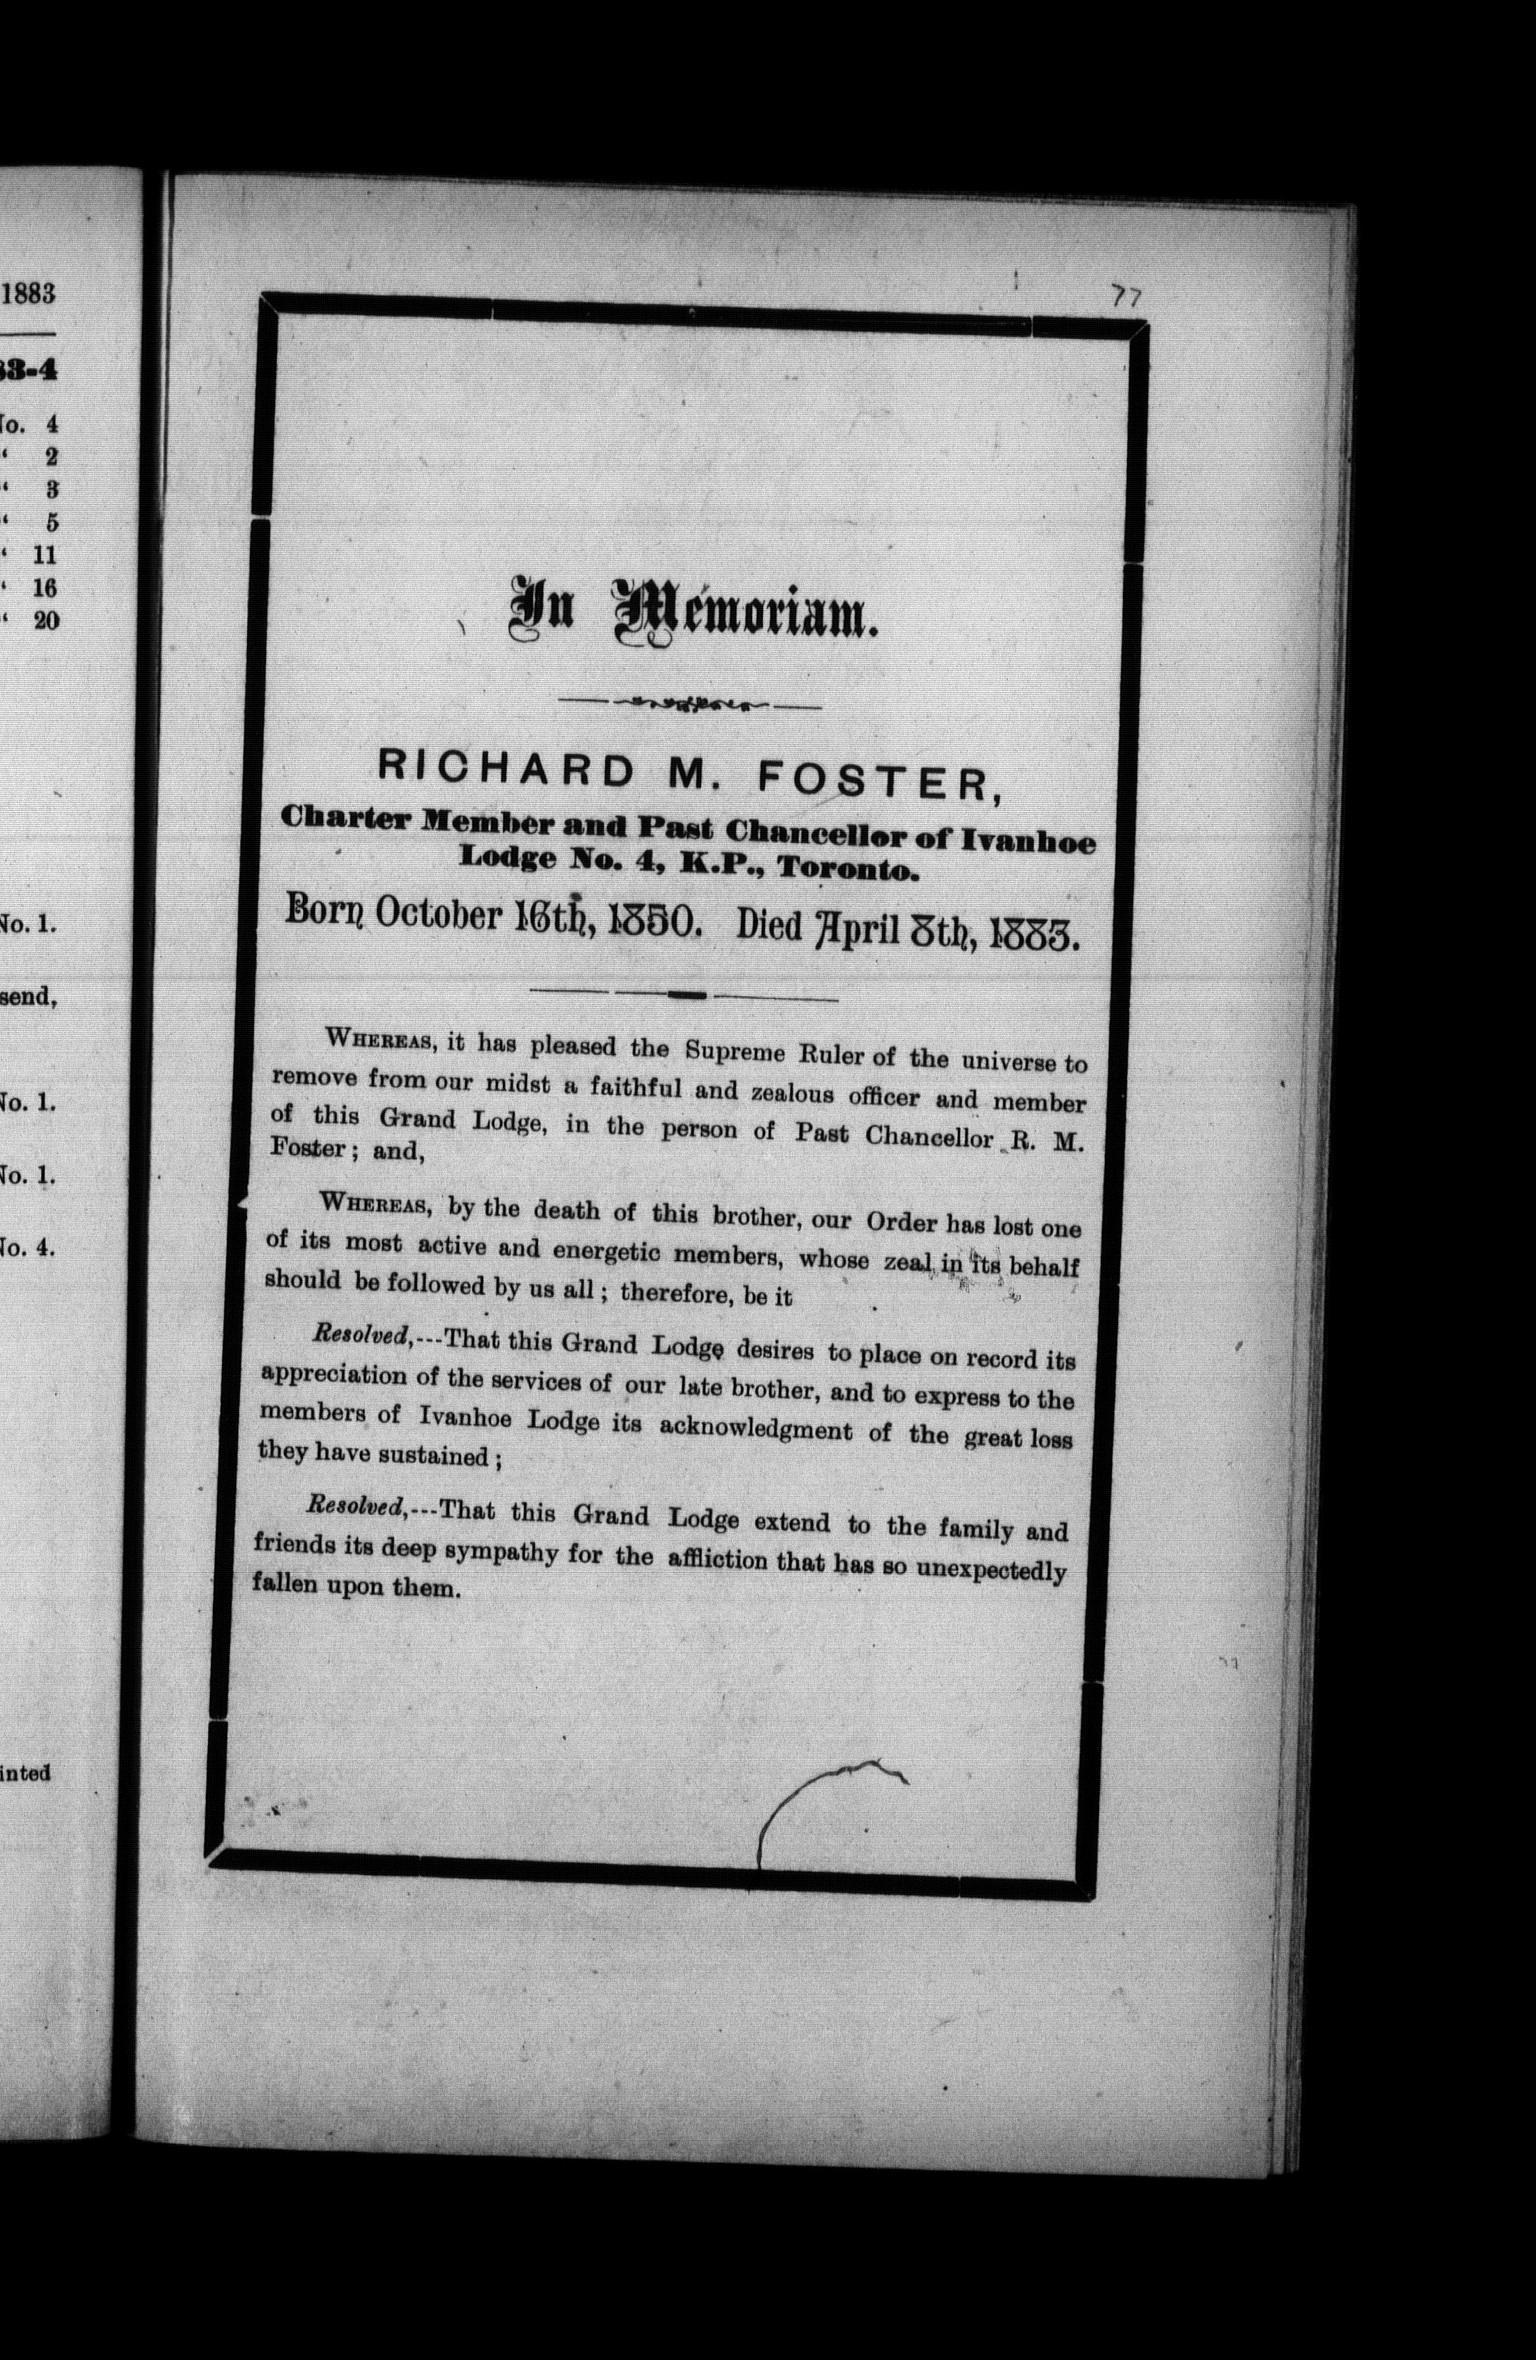 1883
3-4
No. 4
" 2
" 3
" 5
" 11
" 16
" 20
No. 1.
send,
No. 1.
No. 1.
No. 4.
inted
77
In Memoriam.
RICHARD M. FOSTER,
Charter Member and Past Chancellor of Ivanhoe
Lodge No. 4, K.P., Toronto.
Born October 16th, 1850. Died April 8th, 1883.
WHEREAS, it has pleased the Supreme Ruler of the universe to
remove from our midst a faithful and zealous officer and member
of this Grand Lodge, in the person of Past Chancellor R. M.
Foster; and,
WHEREAS, by the death of this brother, our Order has lost one
of its most active and energetic members, whose zeal in its behalf
should be followed by us all; therefore, be it
Resolved,---That this Grand Lodge desires to place on record its
appreciation of the services of our late brother, and to express to the
members of Ivanhoe Lodge its acknowledgment of the great loss
they have sustained;
Resolved,---That this Grand Lodge extend to the family and
friends its deep sympathy for the affliction that has so unexpectedly
fallen upon them.